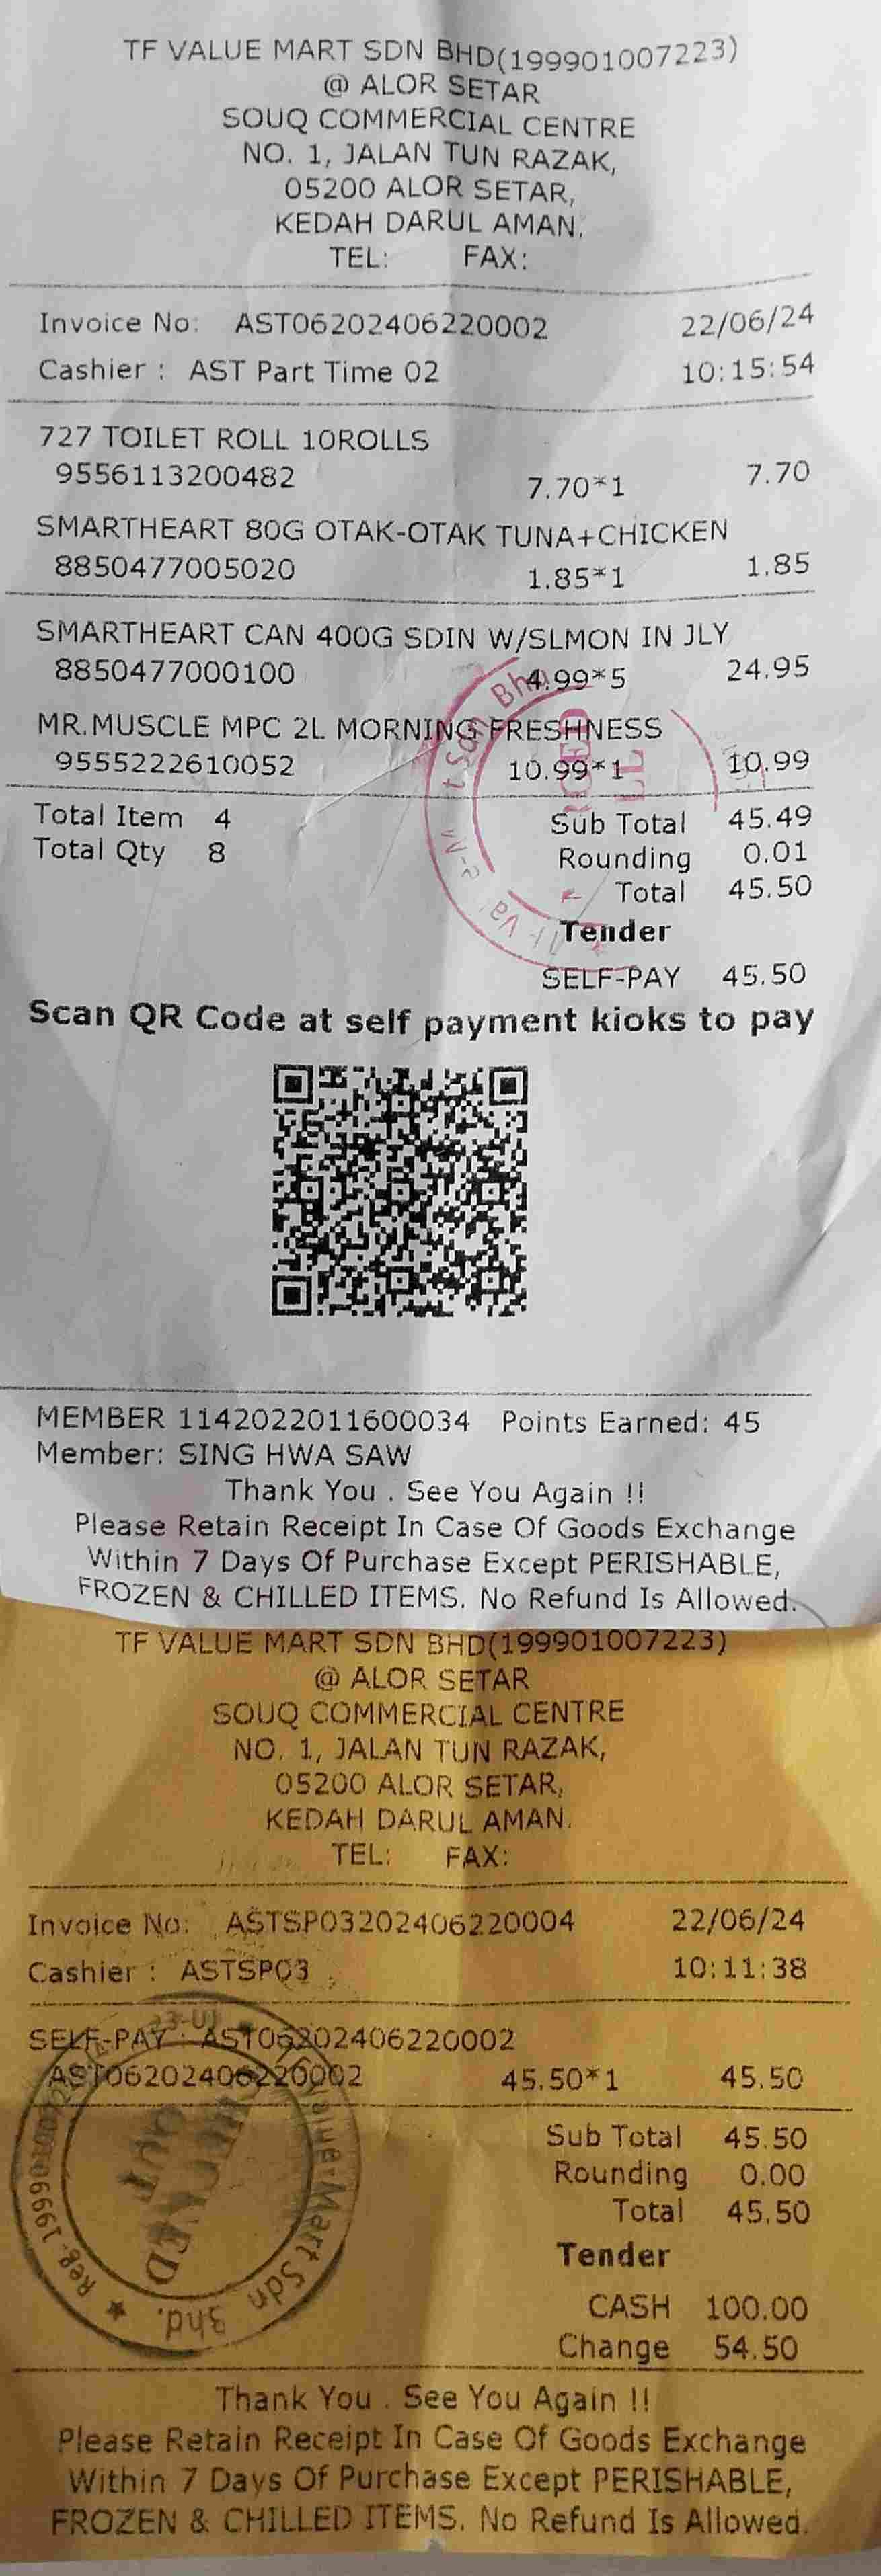 TF VALUE MART SDN BHD(199901007223)
@ ALOR SETAR
SOUQ COMMERCIAL CENTRE
NO. 1, JALAN TUN RAZAK,
05200 ALOR SETAR,
KEDAH DARUL AMAN.
TEL: FAX:
Invoice No: AST06202406220002 22/06/24
Cashier : AST Part Time 02 10:15:54
727 TOILET ROLL 10ROLLS
9556113200482 7.70*1 7.70
SMARTHEART 80G OTAK-OTAK TUNA+CHICKEN
8850477005020 1.85*1 1.85
SMARTHEART CAN 400G SDIN W/SLMON IN JLY
8850477000100 4.99*5 24.95
MR.MUSCLE MPC 2L MORNING FRESHNESS
9555222610052 10.99*1 10.99
Total Item 4 Sub Total 45.49
Total Qty 8 Rounding 0.01
Total 45.50
Tender
SELF-PAY 45.50
Scan QR Code at self payment kioks to pay
MEMBER 1142022011600034 Points Earned: 45
Member: SING HWA SAW
Thank You . See You Again !!
Please Retain Receipt In Case Of Goods Exchange
Within 7 Days Of Purchase Except PERISHABLE,
FROZEN & CHILLED ITEMS. No Refund Is Allowed.
TF VALUE MART SDN BHD(199901007223)
@ ALOR SETAR
SOUQ COMMERCIAL CENTRE
NO. 1, JALAN TUN RAZAK,
05200 ALOR SETAR,
KEDAH DARUL AMAN.
TEL: FAX:
Invoice No: ASTSP03202406220004 22/06/24
Cashier : ASTSP03 10:11:38
SELF-PAY : AST06202406220002
AST06202406220002 45.50*1 45.50
Sub Total 45.50
Rounding 0.00
Total 45.50
Tender
CASH 100.00
Change 54.50
Value-Mart Sdn Bhd.
CHECKED
OUT
Thank You . See You Again !!
Please Retain Receipt In Case Of Goods Exchange
Within 7 Days Of Purchase Except PERISHABLE,
FROZEN & CHILLED ITEMS. No Refund Is Allowed.